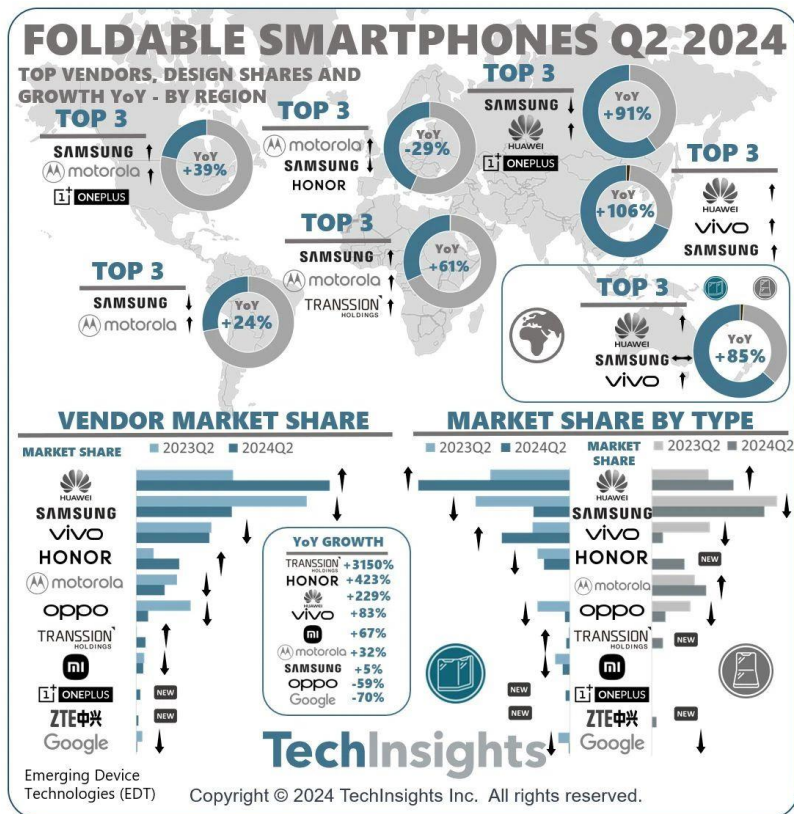 FOLDABLE SMARTPHONES Q2 2024
TOP VENDORS, DESIGN SHARES AND
GROWTH YoY - BY REGION
TOP 3
SAMSUNG
motorola
1+ ONEPLUS
YoY
+39%
TOP 3
motorola
SAMSUNG
HONOR
YoY
-29%
TOP 3
SAMSUNG
HUAWEI
1+ ONEPLUS
YoY
+91%
TOP 3
HUAWEI
vivo
SAMSUNG
YoY
+106%
TOP 3
SAMSUNG
motorola
TRANSSION
HOLDINGS
YoY
+61%
TOP 3
SAMSUNG
motorola
YoY
+24%
TOP 3
HUAWEI
SAMSUNG
vivo
YoY
+85%
VENDOR MARKET SHARE
MARKET SHARE
2023Q2
2024Q2
HUAWEI
SAMSUNG
vivo
HONOR
motorola
oppo
TRANSSION
HOLDINGS
mi
1+ ONEPLUS
NEW
ZTE中兴
NEW
Google
YoY GROWTH
TRANSSION HOLDINGS +3150%
HONOR +423%
HUAWEI +229%
vivo +83%
mi +67%
motorola +32%
SAMSUNG +5%
oppo -59%
Google -70%
MARKET SHARE BY TYPE
2023Q2
2024Q2
MARKET
SHARE
2023Q2
2024Q2
HUAWEI
SAMSUNG
vivo
HONOR
NEW
motorola
oppo
TRANSSION
HOLDINGS
NEW
mi
NEW
1+ ONEPLUS
NEW
ZTE中兴
NEW
Google
TechInsights
Emerging Device
Technologies (EDT)
Copyright © 2024 TechInsights Inc. All rights reserved.